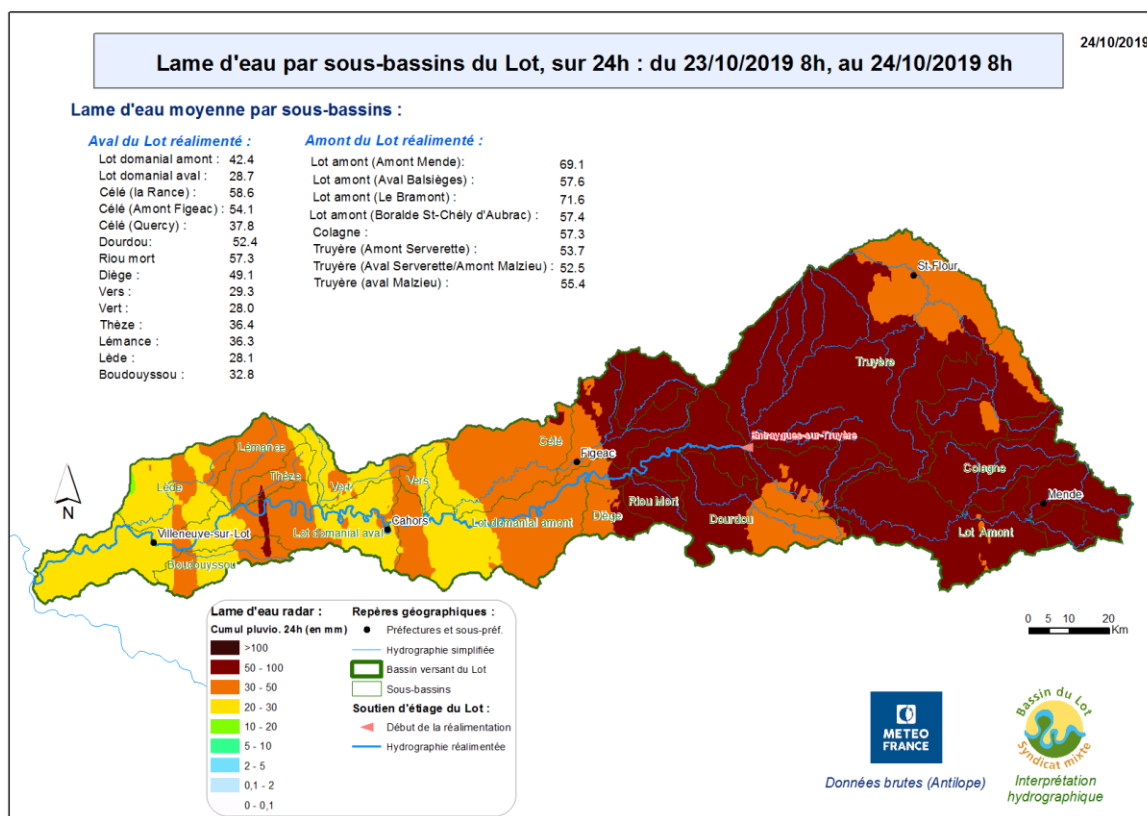 24/10/2019
Lame d'eau par sous-bassins du Lot, sur 24h : du 23/10/2019 8h, au 24/10/2019 8h
Lame d'eau moyenne par sous-bassins :
Aval du Lot réalimenté :
Lot domanial amont : 42.4
Lot domanial aval : 28.7
Célé (la Rance) : 58.6
Célé (Amont Figeac) : 54.1
Célé (Quercy) : 37.8
Dourdou: 52.4
Riou mort 57.3
Diège : 49.1
Vers : 29.3
Vert : 28.0
Thèze : 36.4
Lémance : 36.3
Lède : 28.1
Boudouyssou : 32.8
Amont du Lot réalimenté :
Lot amont (Amont Mende): 69.1
Lot amont (Aval Balsièges) : 57.6
Lot amont (Le Bramont) : 71.6
Lot amont (Boralde St-Chély d'Aubrac) : 57.4
Colagne : 57.3
Truyère (Amont Serverette) : 53.7
Truyère (Aval Serverette/Amont Malzieu) : 52.5
Truyère (aval Malzieu) : 55.4
St-Flour
Truyère
Entraygues-sur-Truyère
Célé
Figeac
Lémance
Thèze
Vert
Vers
Lède
Colagne
Mende
Riou Mort
Diège
Dourdou
Lot domanial amont
Cahors
Lot domanial aval
Lot Amont
Villeneuve-sur-Lot
Boudouyssou
N
Lame d'eau radar :
Cumul pluvio. 24h (en mm)
>100
50 - 100
30 - 50
20 - 30
10 - 20
5 - 10
2 - 5
0,1 - 2
0 - 0,1
Repères géographiques :
Préfectures et sous-préf.
Hydrographie simplifiée
Bassin versant du Lot
Sous-bassins
Soutien d'étiage du Lot :
Début de la réalimentation
Hydrographie réalimentée
0 5 10 20
Km
METEO
FRANCE
Données brutes (Antilope)
Bassin du Lot
Syndicat mixte
Interprétation
hydrographique